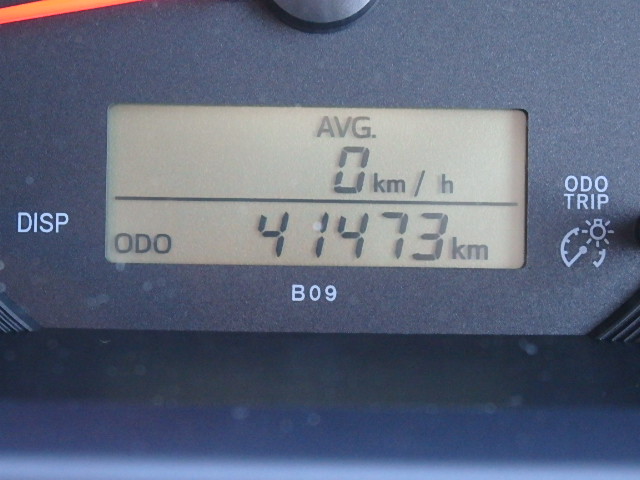 AVG.
0 km / h
ODO 41473 km
DISP
ODO
TRIP
B09